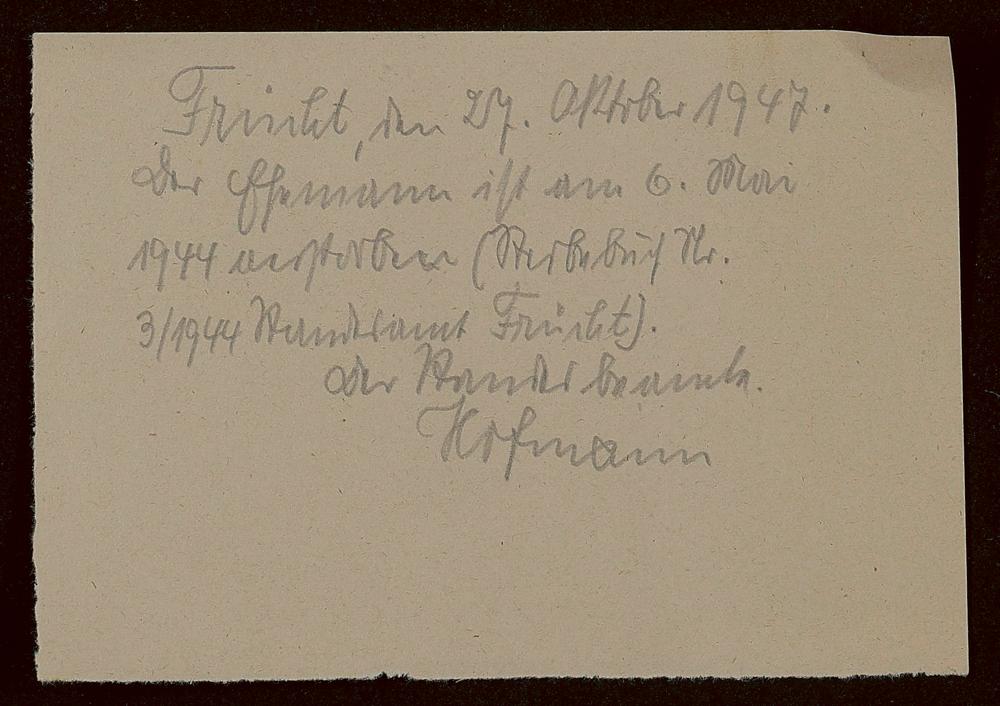 Frücht, den 27. Oktober 1947.
Der Ehemann ist am 6. Mai
1944 verstorben (Sterbebuch Nr.
3/1944 Standesamt Frücht).
Der Standesbeamte.
Hofmann